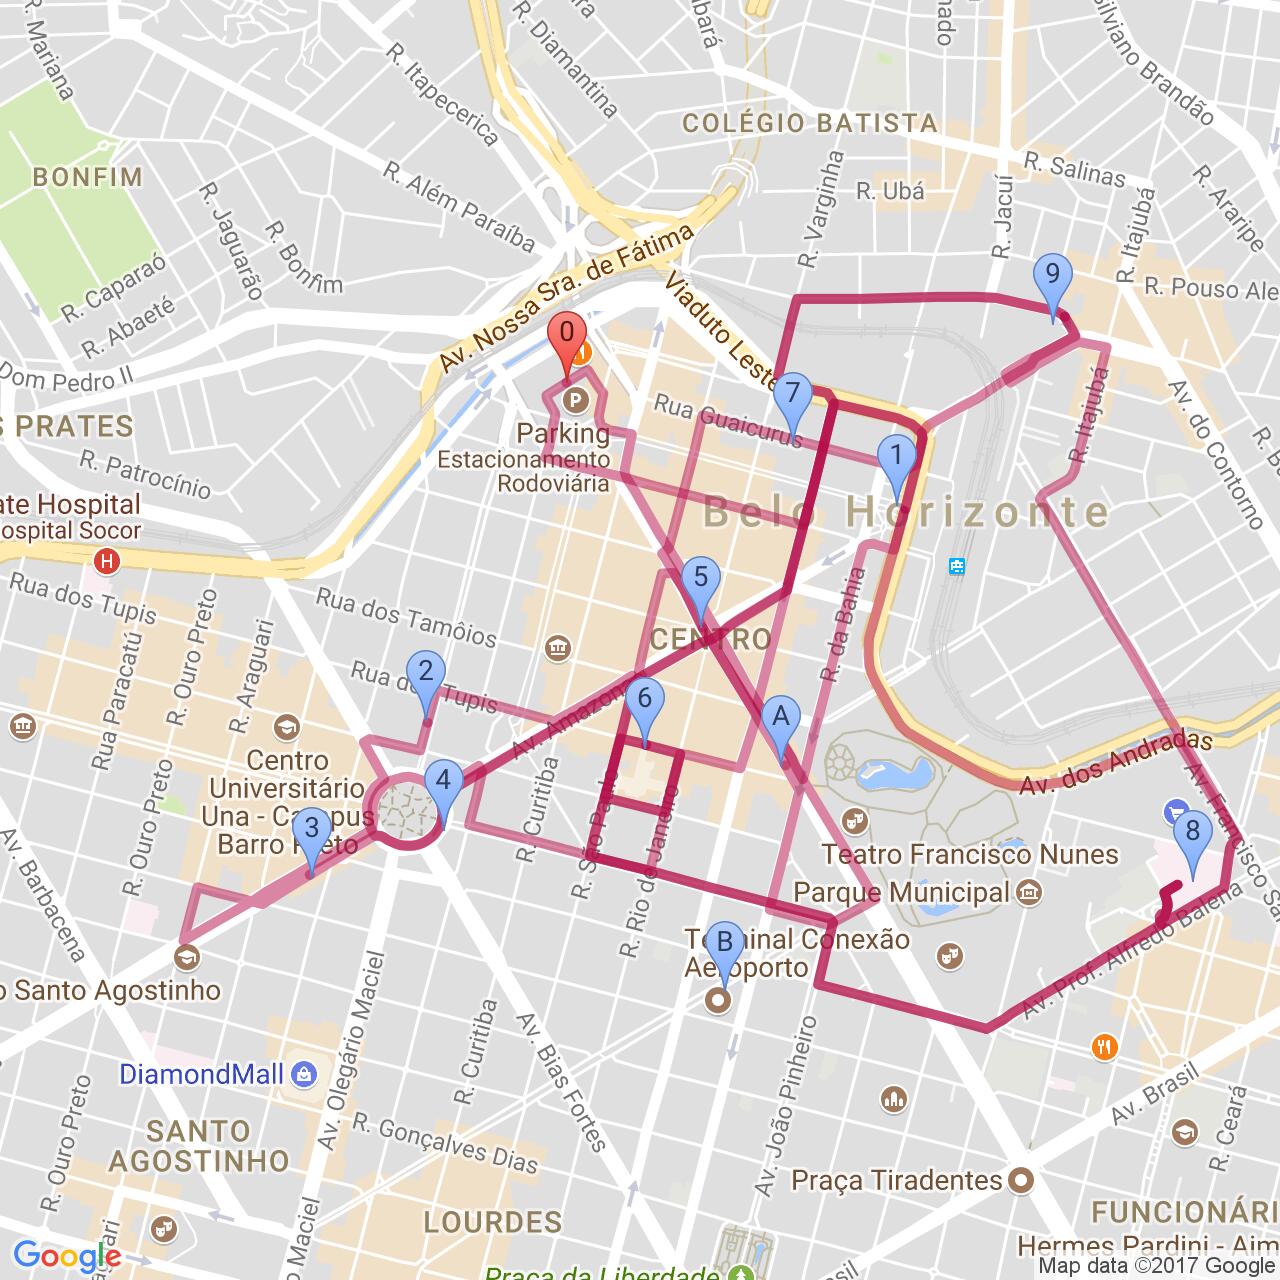 R. Mariana
R. Itapecerica
R. Diamantina
Silviano Brandão
COLÉGIO BATISTA
R. Salinas
R. Ubá
R. Varginha
R. Jacuí
R. Itajubá
R. Araripe
BONFIM
R. Além Paraíba
R. Jaguarão
R. Bonfim
R. Caparaó
R. Abaeté
Av. Nossa Sra. de Fátima
Viaduto Leste
R. Pouso Ale
9
0
Dom Pedro II
S PRATES
R. Patrocínio
P
Parking
Estacionamento
Rodoviária
Rua Guaicurus
7
1
R. Itajubá
Av. do Contorno
Belo Horizonte
ate Hospital
ospital Socor
H
Rua dos Tupis
R. Ouro Preto
R. Araguari
Rua Paracatú
Rua dos Tamôios
Rua dos Tupis
5
CENTRO
R. da Bahia
2
6
A
Av. Amazonas
Centro
Universitário
Una - Campus
Barro Preto
4
3
R. Ouro Preto
R. Curitiba
R. São Paulo
R. Rio de Janeiro
Av. dos Andradas
Av. Francisco Sa
8
Teatro Francisco Nunes
Parque Municipal
Av. Prof. Alfredo Balena
Av. Barbacena
o Santo Agostinho
Terminal Conexão
Aeroporto
B
DiamondMall
Av. Olegário Maciel
R. Curitiba
Av. Bias Fortes
Av. João Pinheiro
Av. Brasil
R. Ceará
R. Ouro Preto
SANTO
AGOSTINHO
R. Gonçalves Dias
Praça Tiradentes
LOURDES
FUNCIONÁRI
Hermes Pardini - Aim
Maciel
Praça da Liberdade
Google
Map data ©2017 Google